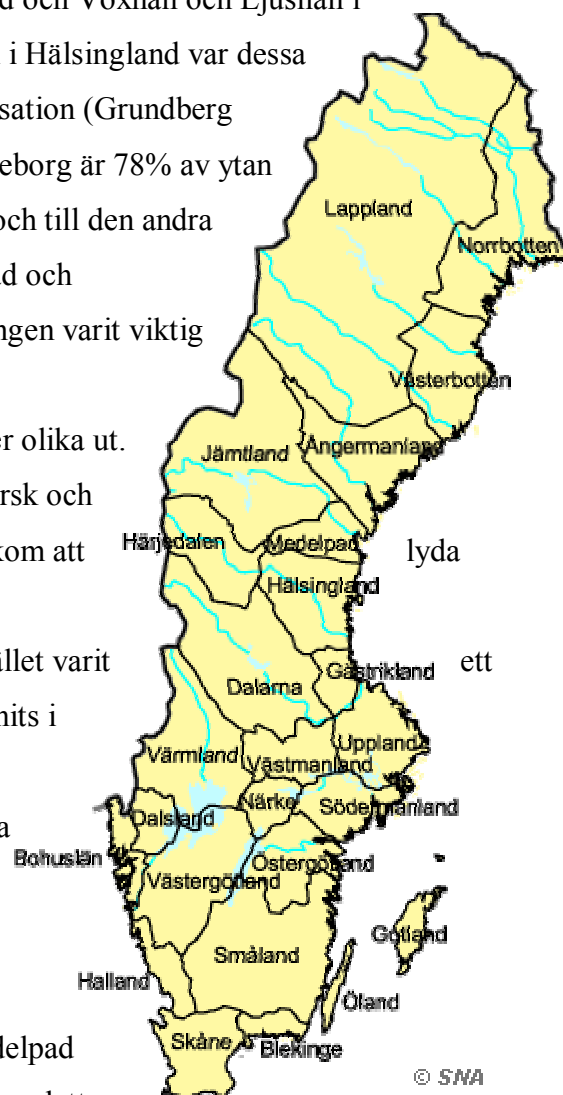 d och Voxnan och Ljusnan i
i Hälsingland var dessa
sation (Grundberg
eborg är 78% av ytan
och till den andra
Lappland
Norrbotten
ad och
ngen varit viktig
Västerbotten
er olika ut.
Jämtland
Ångermanland
orsk och
kom att
Härjedalen
Medelpad
lyda
Hälsingland
ället varit
Gästrikland
ett
Dalarna
nits i
Uppland
Värmland
Västmanland
Närke
Södermanland
Dalsland
a
Bohuslän
Östergötland
Västergötland
Gotland
Småland
Halland
Öland
Skåne
Blekinge
delpad
© SNA